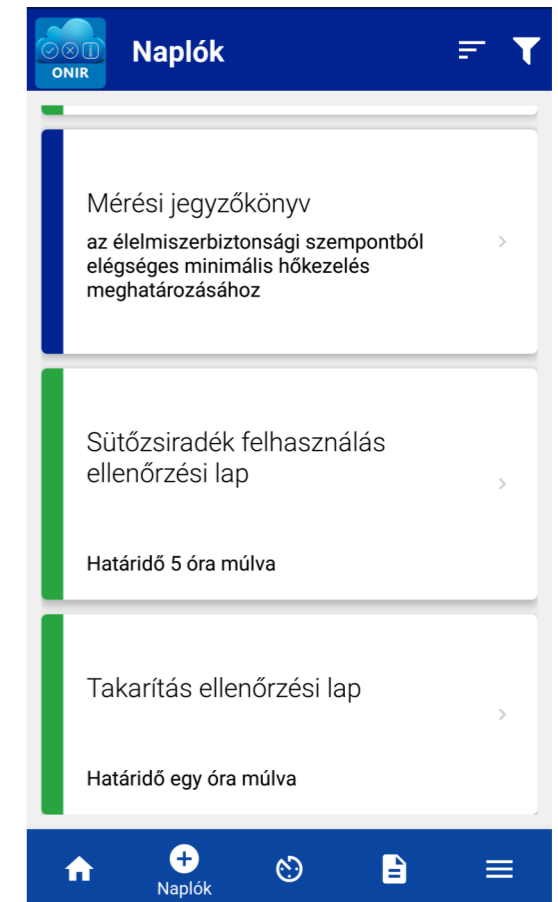 ONIR
Naplók
Mérési jegyzőkönyv
az élelmiszerbiztonsági szempontból
elégséges minimális hőkezelés
meghatározásához
Sütőzsiradék felhasználás
ellenőrzési lap
Határidő 5 óra múlva
Takarítás ellenőrzési lap
Határidő egy óra múlva
Naplók